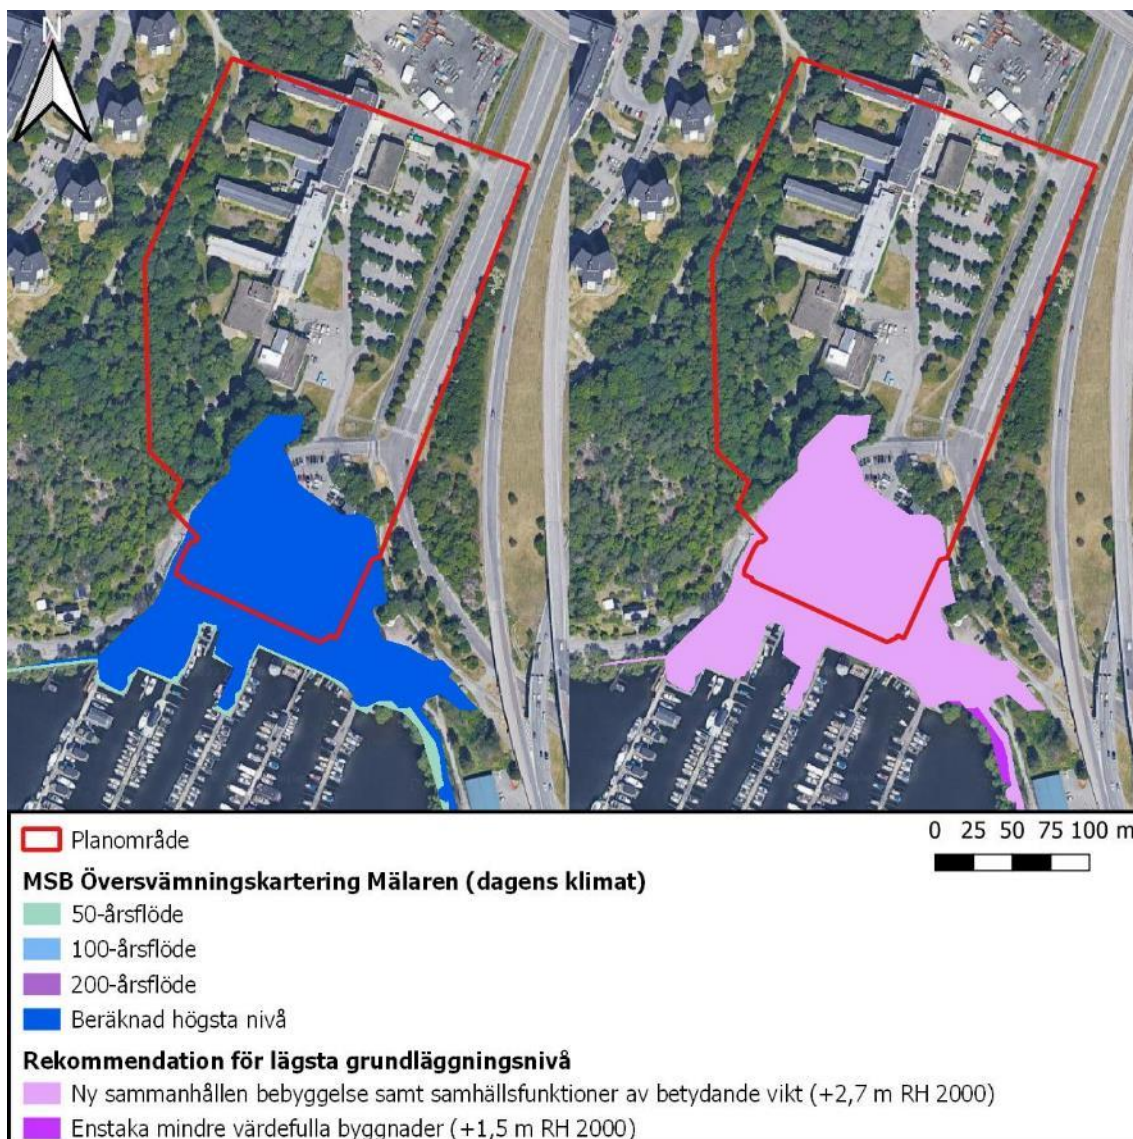 N
Planområde
0 25 50 75 100 m
MSB Översvämningskartering Mälaren (dagens klimat)
50-årsflöde
100-årsflöde
200-årsflöde
Beräknad högsta nivå
Rekommendation för lägsta grundläggningsnivå
Ny sammanhållen bebyggelse samt samhällsfunktioner av betydande vikt (+2,7 m RH 2000)
Enstaka mindre värdefulla byggnader (+1,5 m RH 2000)